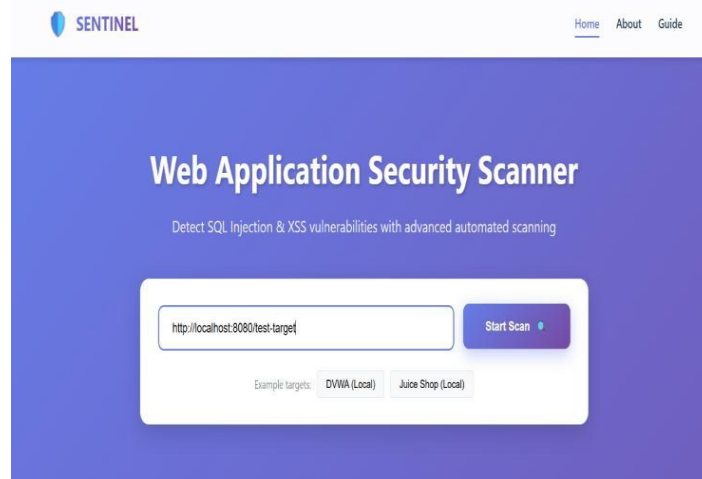 SENTINEL
Home About Guide
Web Application Security Scanner
Detect SQL Injection & XSS vulnerabilities with advanced automated scanning
http://localhost:8080/test-target
Start Scan
Example targets: DVWA (Local) Juice Shop (Local)